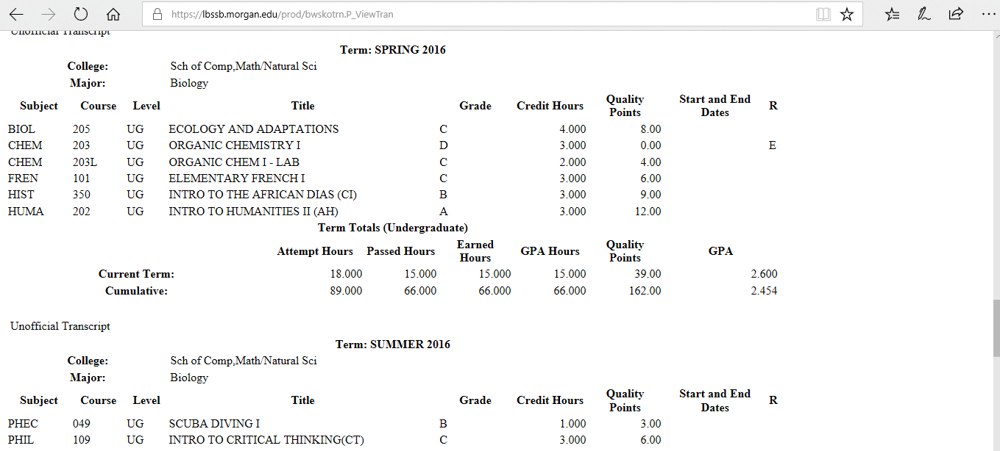 https://lbssb.morgan.edu/prod/bwskotrn.P_ViewTran
Unofficial Transcript
Term: SPRING 2016
College: Sch of Comp,Math/Natural Sci
Major: Biology
Subject Course Level Title Grade Credit Hours Quality Points Start and End Dates R
BIOL 205 UG ECOLOGY AND ADAPTATIONS C 4.000 8.00
CHEM 203 UG ORGANIC CHEMISTRY I D 3.000 0.00 E
CHEM 203L UG ORGANIC CHEM I - LAB C 2.000 4.00
FREN 101 UG ELEMENTARY FRENCH I C 3.000 6.00
HIST 350 UG INTRO TO THE AFRICAN DIAS (CI) B 3.000 9.00
HUMA 202 UG INTRO TO HUMANITIES II (AH) A 3.000 12.00
Term Totals (Undergraduate)
Attempt Hours Passed Hours Earned Hours GPA Hours Quality Points GPA
Current Term: 18.000 15.000 15.000 15.000 39.00 2.600
Cumulative: 89.000 66.000 66.000 66.000 162.00 2.454
Unofficial Transcript
Term: SUMMER 2016
College: Sch of Comp,Math/Natural Sci
Major: Biology
Subject Course Level Title Grade Credit Hours Quality Points Start and End Dates R
PHEC 049 UG SCUBA DIVING I B 1.000 3.00
PHIL 109 UG INTRO TO CRITICAL THINKING(CT) C 3.000 6.00